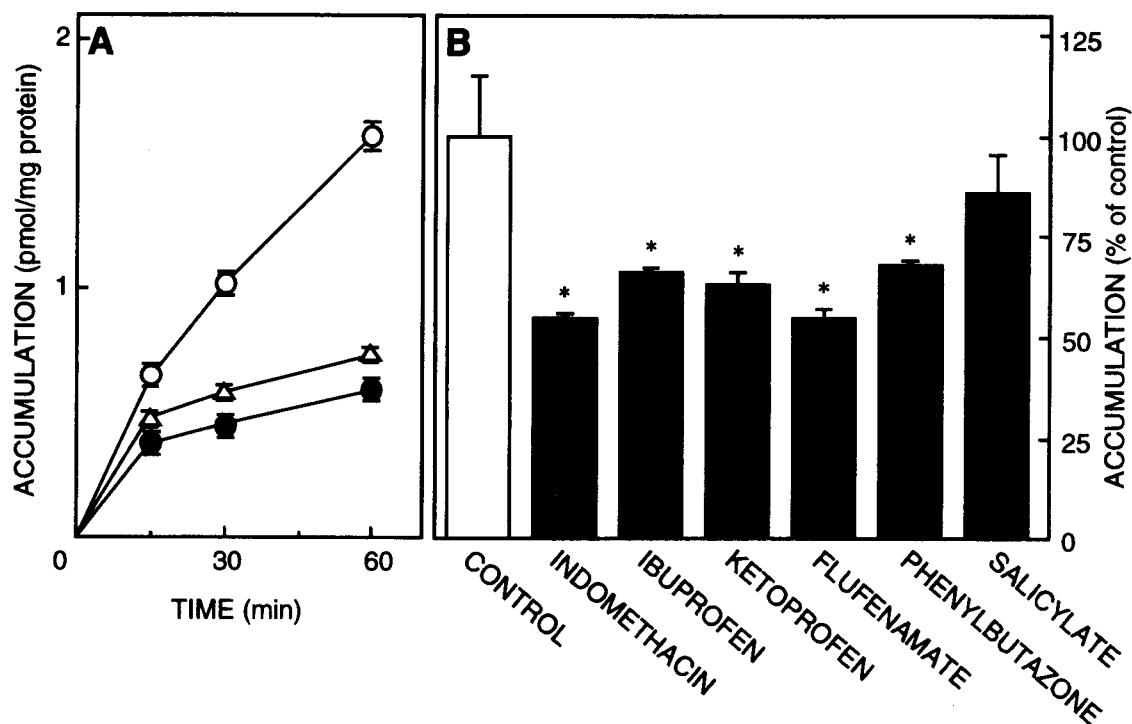 A
2
1
ACCUMULATION (pmol/mg protein)
0
30
60
TIME (min)
B
* * * * *
125
100
75
50
25
0
ACCUMULATION (% of control)
CONTROL
INDOMETHACIN
IBUPROFEN
KETOPROFEN
FLUFENAMATE
PHENYLBUTAZONE
SALICYLATE